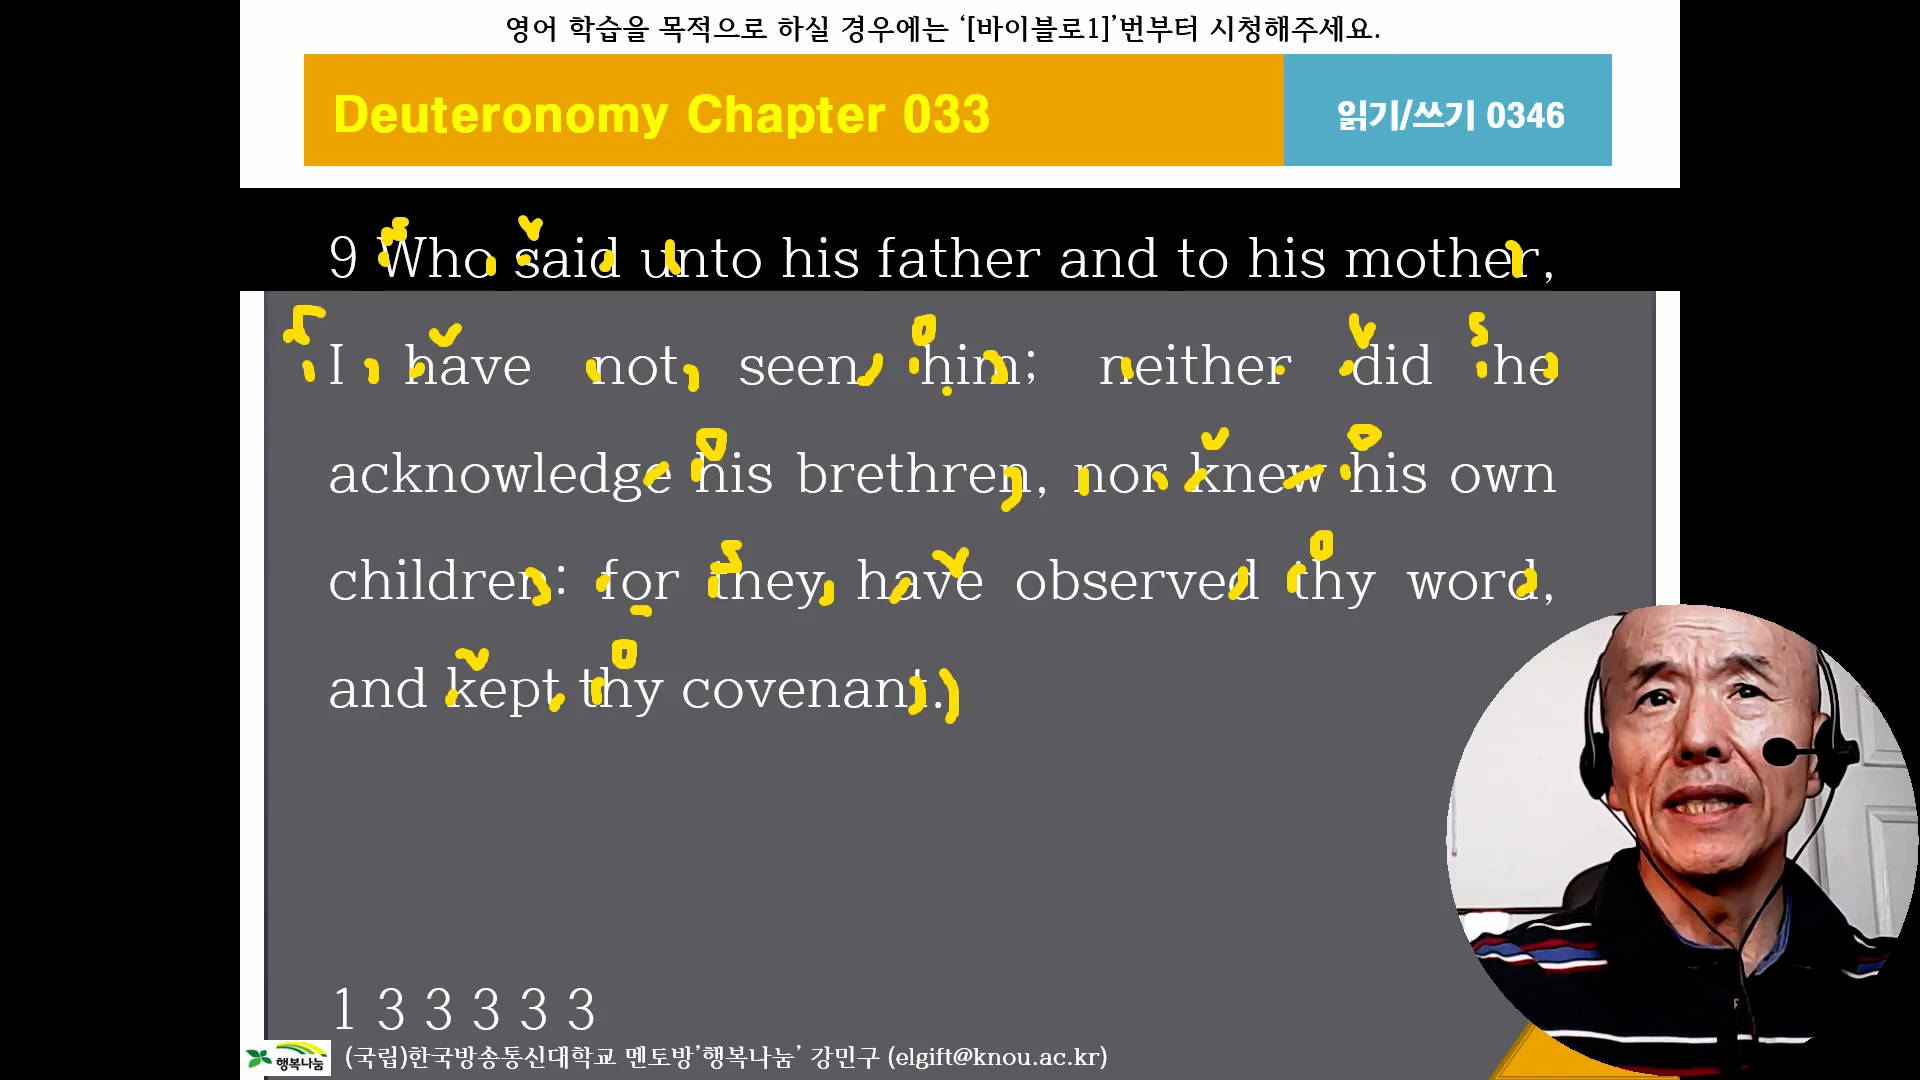 영어 학습을 목적으로 하실 경우에는 ‘[바이블로1]’번부터 시청해주세요.
Deuteronomy Chapter 033
읽기/쓰기 0346
9 Who said unto his father and to his mother,
I have not seen him; neither did he
acknowledge his brethren, nor knew his own
children: for they have observed thy word,
and kept thy covenant.
1 3 3 3 3 3
행복나눔
(국립)한국방송통신대학교 멘토방’행복나눔’ 강민구 (elgift@knou.ac.kr)